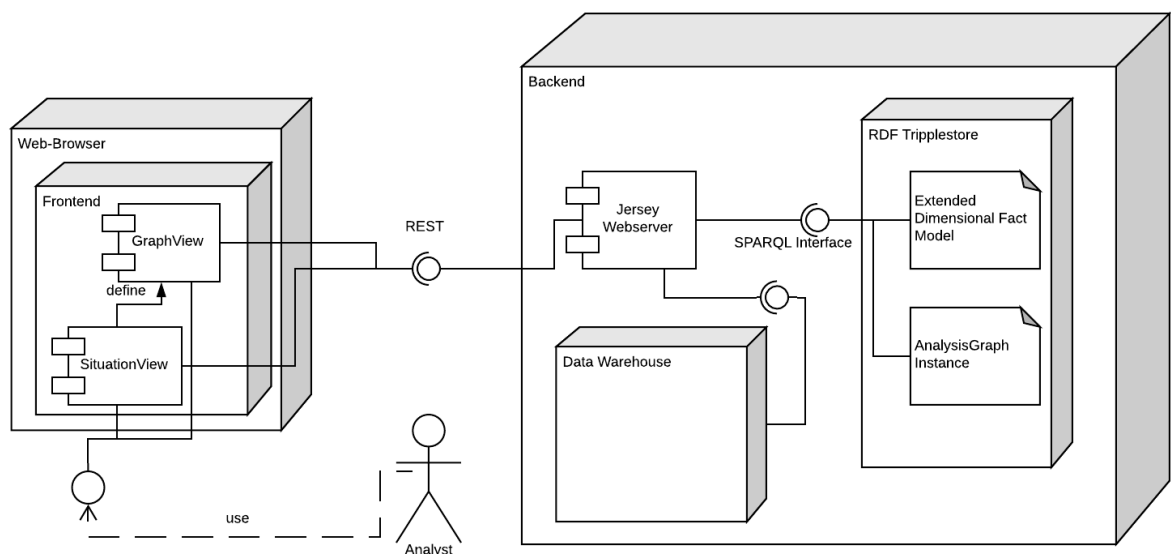 Backend
Web-Browser
RDF Tripplestore
Frontend
Extended
Dimensional Fact
Model
Jersey
Webserver
GraphView
REST
SPARQL Interface
define
SituationView
Data Warehouse
AnalysisGraph
Instance
use
Analyst